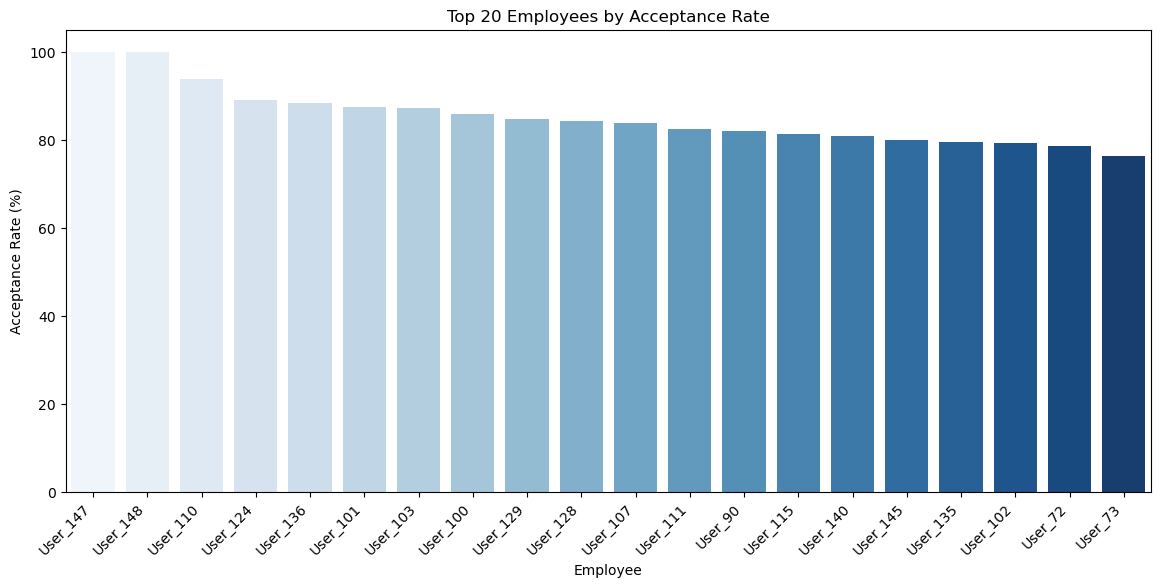 Top 20 Employees by Acceptance Rate
Acceptance Rate (%)
100
80
60
40
20
0
User_147
User_148
User_110
User_124
User_136
User_101
User_103
User_100
User_129
User_128
User_107
User_111
User_90
User_115
User_140
User_145
User_135
User_102
User_72
User_73
Employee